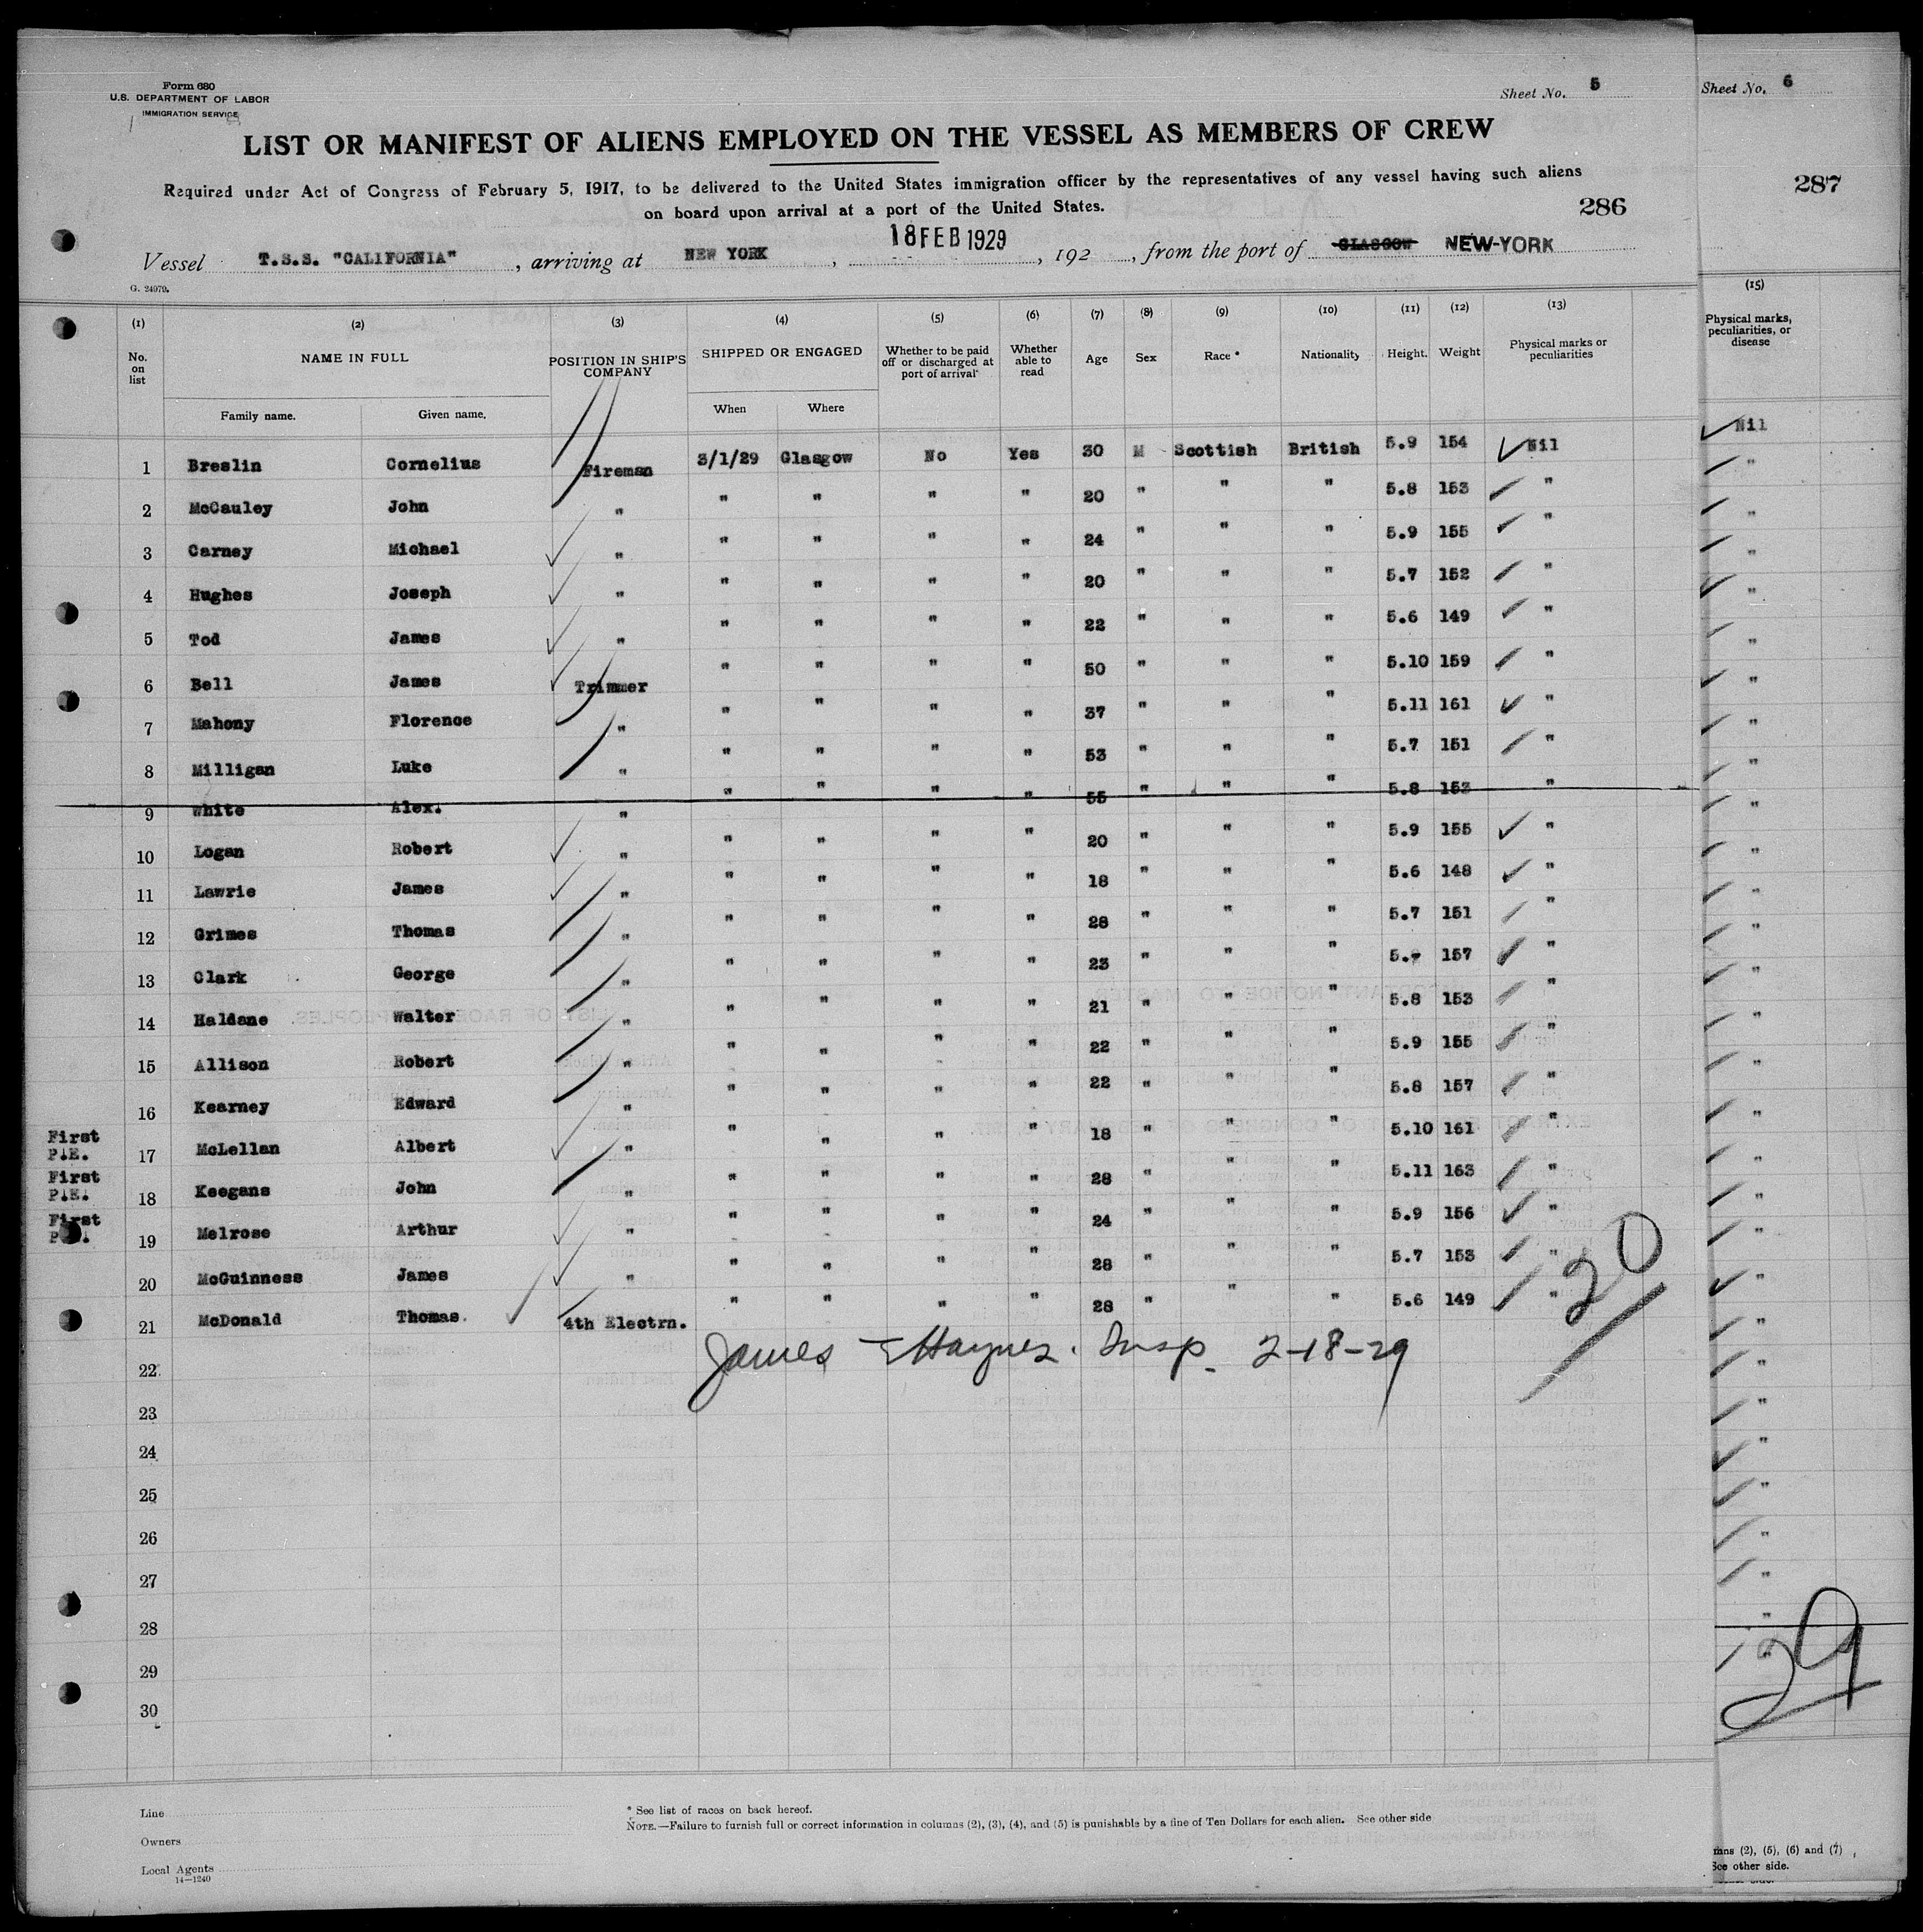 Form 680
U.S. DEPARTMENT OF LABOR
IMMIGRATION SERVICE
Sheet No. 5
Sheet No. 6
LIST OR MANIFEST OF ALIENS EMPLOYED ON THE VESSEL AS MEMBERS OF CREW
Required under Act of Congress of February 5, 1917, to be delivered to the United States immigration officer by the representatives of any vessel having such aliens
on board upon arrival at a port of the United States.
286
287
Vessel T.S.S. "CALIFORNIA", arriving at NEW YORK, 18 FEB 1929, 192 , from the port of GLASGOW NEW-YORK
G. 24979.
(1) (2) (3) (4) (5) (6) (7) (8) (9) (10) (11) (12) (13)
No. on list NAME IN FULL POSITION IN SHIP'S COMPANY SHIPPED OR ENGAGED Whether to be paid off or discharged at port of arrival Whether able to read Age Sex Race * Nationality Height. Weight Physical marks or peculiarities
Family name. Given name. When Where
(15)
Physical marks, peculiarities, or disease
Nil
1 Breslin Cornelius Fireman 3/1/29 Glasgow No Yes 30 M Scottish British 5.9 154 Nil
2 McCauley John " " " " " 20 " " " 5.8 153 "
3 Carney Michael " " " " " 24 " " " 5.9 155 "
4 Hughes Joseph " " " " " 20 " " " 5.7 152 "
5 Tod James " " " " " 22 " " " 5.6 149 "
6 Bell James Trimmer " " " " 50 " " " 5.10 159 "
7 Mahony Florence " " " " " 37 " " " 5.11 161 "
8 Milligan Luke " " " " " 53 " " " 5.7 151 "
9 White Alex. " " " " " 55 " " " 5.8 153 "
10 Logan Robert " " " " " 20 " " " 5.9 155 "
11 Lawrie James " " " " " 18 " " " 5.6 148 "
12 Grimes Thomas " " " " " 28 " " " 5.7 151 "
13 Clark George " " " " " 23 " " " 157 "
14 Haldane Walter " " " " " 21 " " " 5.8 153 "
15 Allison Robert " " " " " 22 " " " 5.9 155 "
16 Kearney Edward " " " " " 22 " " " 5.8 157 "
First P.E. 17 McLellan Albert " " " " " 18 " " " 5.10 161 "
First P.E. 18 Keegans John " " " " " 28 " " " 5.11 163 "
First 19 Melrose Arthur " " " " " 24 " " " 5.9 156 "
20 McGuinness James " " " " " 28 " " " 5.7 153 "
21 McDonald Thomas. 4th Electrn. " " " " 28 " " " 5.6 149 "
20
22 James E Haynes. Insp. 2-18-29
23
24
25
26
27
28
29
30
29
Line
Owners
Local Agents
14—1240
* See list of races on back hereof.
NOTE.—Failure to furnish full or correct information in columns (2), (3), (4), and (5) is punishable by a fine of Ten Dollars for each alien. See other side
(2), (5), (6) and (7)
See other side.